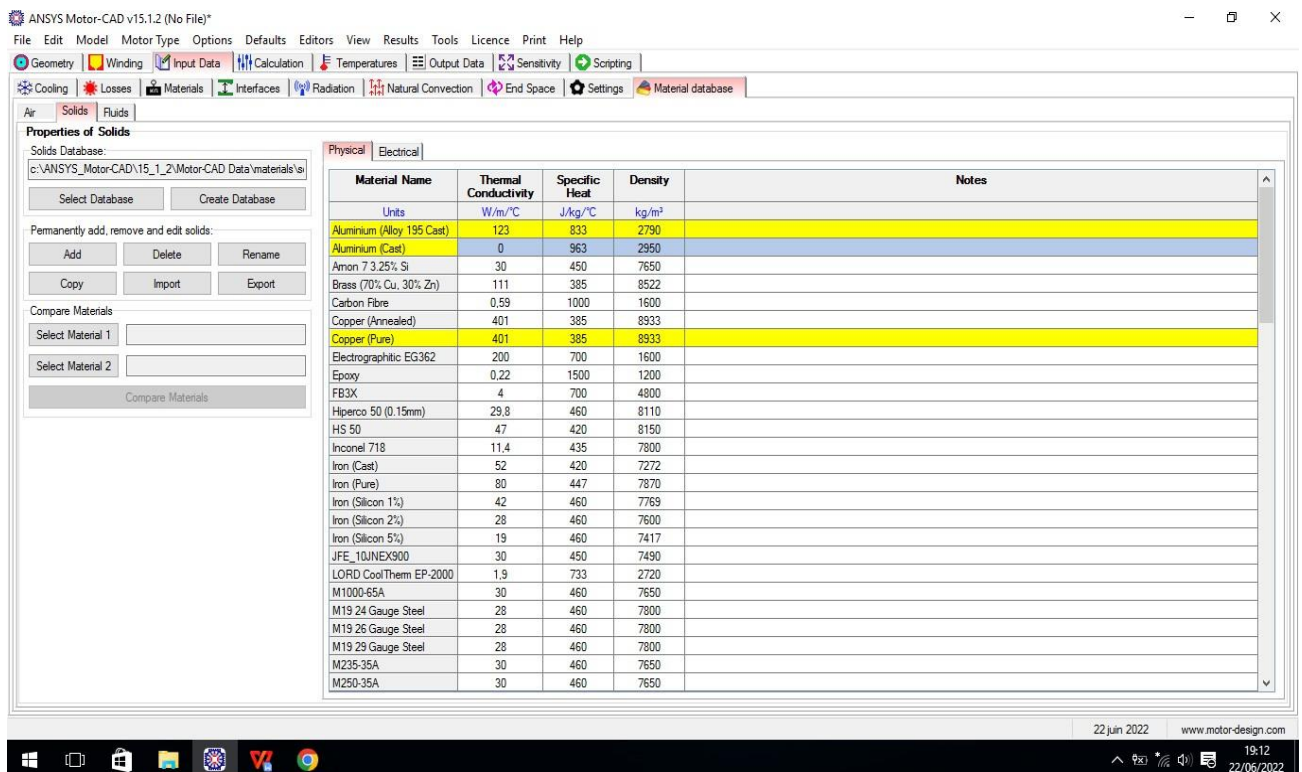 ANSYS Motor-CAD v15.1.2 (No File)*
File Edit Model Motor Type Options Defaults Editors View Results Tools Licence Print Help
Geometry Winding Input Data Calculation Temperatures Output Data Sensitivity Scripting
Cooling Losses Materials Interfaces Radiation Natural Convection End Space Settings Material database
Air Solids Fluids
Properties of Solids
Solids Database:
c:\ANSYS_Motor-CAD\15_1_2\Motor-CAD Data\materials\s
Select Database Create Database
Permanently add, remove and edit solids:
Add Delete Rename
Copy Import Export
Compare Materials
Select Material 1
Select Material 2
Compare Materials
Physical Electrical
Material Name Thermal Conductivity Specific Heat Density Notes
Units W/m/°C J/kg/°C kg/m³
Aluminium (Alloy 195 Cast) 123 833 2790
Aluminium (Cast) 0 963 2950
Arnon 7 3.25% Si 30 450 7650
Brass (70% Cu, 30% Zn) 111 385 8522
Carbon Fibre 0,59 1000 1600
Copper (Annealed) 401 385 8933
Copper (Pure) 401 385 8933
Electrographitic EG362 200 700 1600
Epoxy 0,22 1500 1200
FB3X 4 700 4800
Hiperco 50 (0.15mm) 29,8 460 8110
HS 50 47 420 8150
Inconel 718 11,4 435 7800
Iron (Cast) 52 420 7272
Iron (Pure) 80 447 7870
Iron (Silicon 1%) 42 460 7769
Iron (Silicon 2%) 28 460 7600
Iron (Silicon 5%) 19 460 7417
JFE_10JNEX900 30 450 7490
LORD CoolTherm EP-2000 1,9 733 2720
M1000-65A 30 460 7650
M19 24 Gauge Steel 28 460 7800
M19 26 Gauge Steel 28 460 7800
M19 29 Gauge Steel 28 460 7800
M235-35A 30 460 7650
M250-35A 30 460 7650
22 juin 2022 www.motor-design.com
19:12
22/06/2022